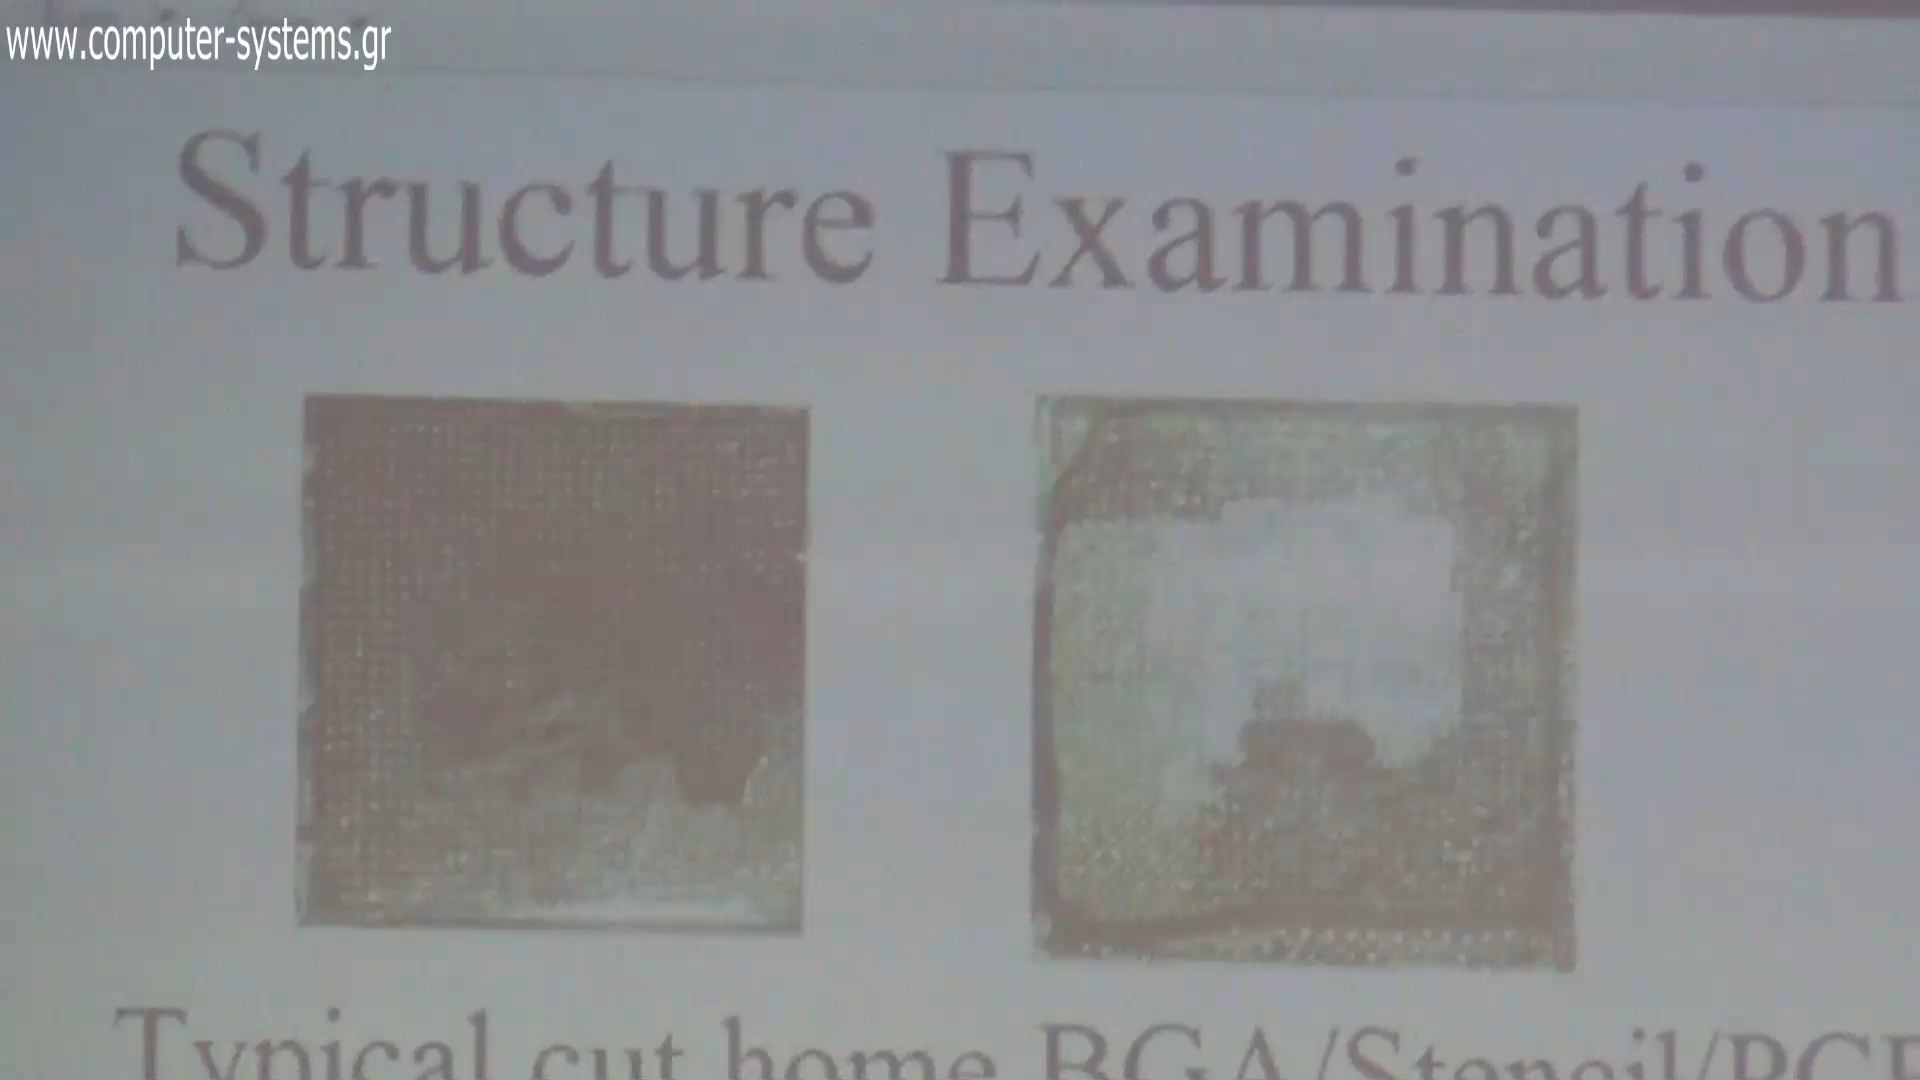 www.computer-systems.gr
Structure Examination
Typical cut home BGA/Stencil/PCB